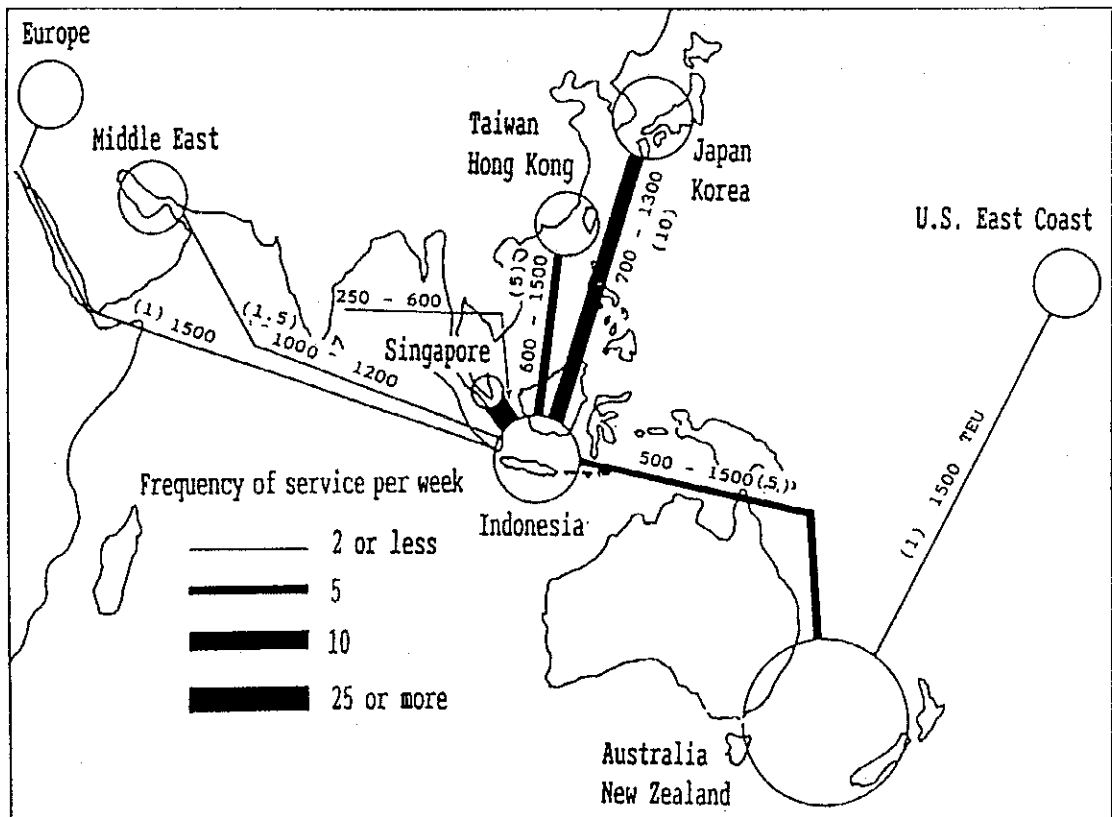 Europe
Middle East
Taiwan
Hong Kong
Japan
Korea
U.S. East Coast
700 - 1300
(10)
(5)
600 - 1500
250 - 600
(1.5)
1000 - 1200
(1) 1500
Singapore
500 - 1500(.5.)
(1) 1500 TEU
Indonesia
Frequency of service per week
2 or less
5
10
25 or more
Australia
New Zealand